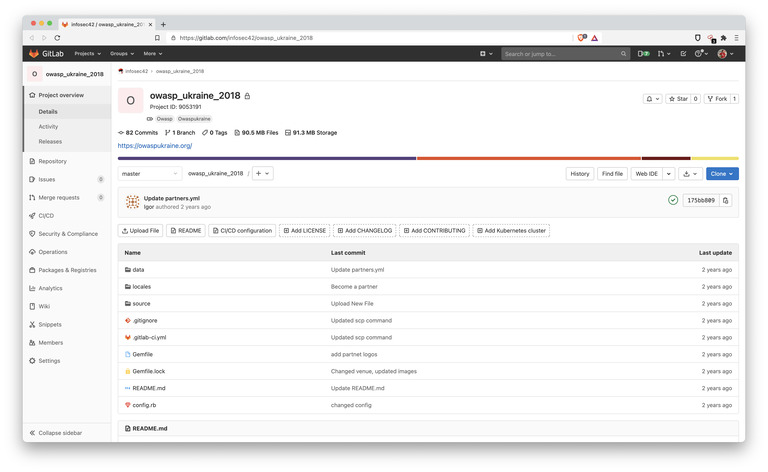 infosec42 / owasp_ukraine_201
https://gitlab.com/infosec42/owasp_ukraine_2018
GitLab Projects Groups More Search or jump to...
O owasp_ukraine_2018
Project overview
Details
Activity
Releases
Repository
Issues 0
Merge requests 0
CI/CD
Security & Compliance
Operations
Packages & Registries
Analytics
Wiki
Snippets
Members
Settings
Collapse sidebar
infosec42 > owasp_ukraine_2018
O
owasp_ukraine_2018
Project ID: 9053191
Owasp Owaspukraine
Star 0 Fork 1
82 Commits 1 Branch 0 Tags 90.5 MB Files 91.3 MB Storage
https://owaspukraine.org/
master owasp_ukraine_2018 / + History Find file Web IDE Clone
Update partners.yml
Igor authored 2 years ago
175bb809
Upload File README CI/CD configuration Add LICENSE Add CHANGELOG Add CONTRIBUTING Add Kubernetes cluster
Name Last commit Last update
data Update partners.yml 2 years ago
locales Become a partner 2 years ago
source Upload New File 2 years ago
.gitignore Updated scp command 2 years ago
.gitlab-ci.yml Updated scp command 2 years ago
Gemfile add partnet logos 2 years ago
Gemfile.lock Changed venue, updated images 2 years ago
README.md Update README.md 2 years ago
config.rb changed config 2 years ago
README.md